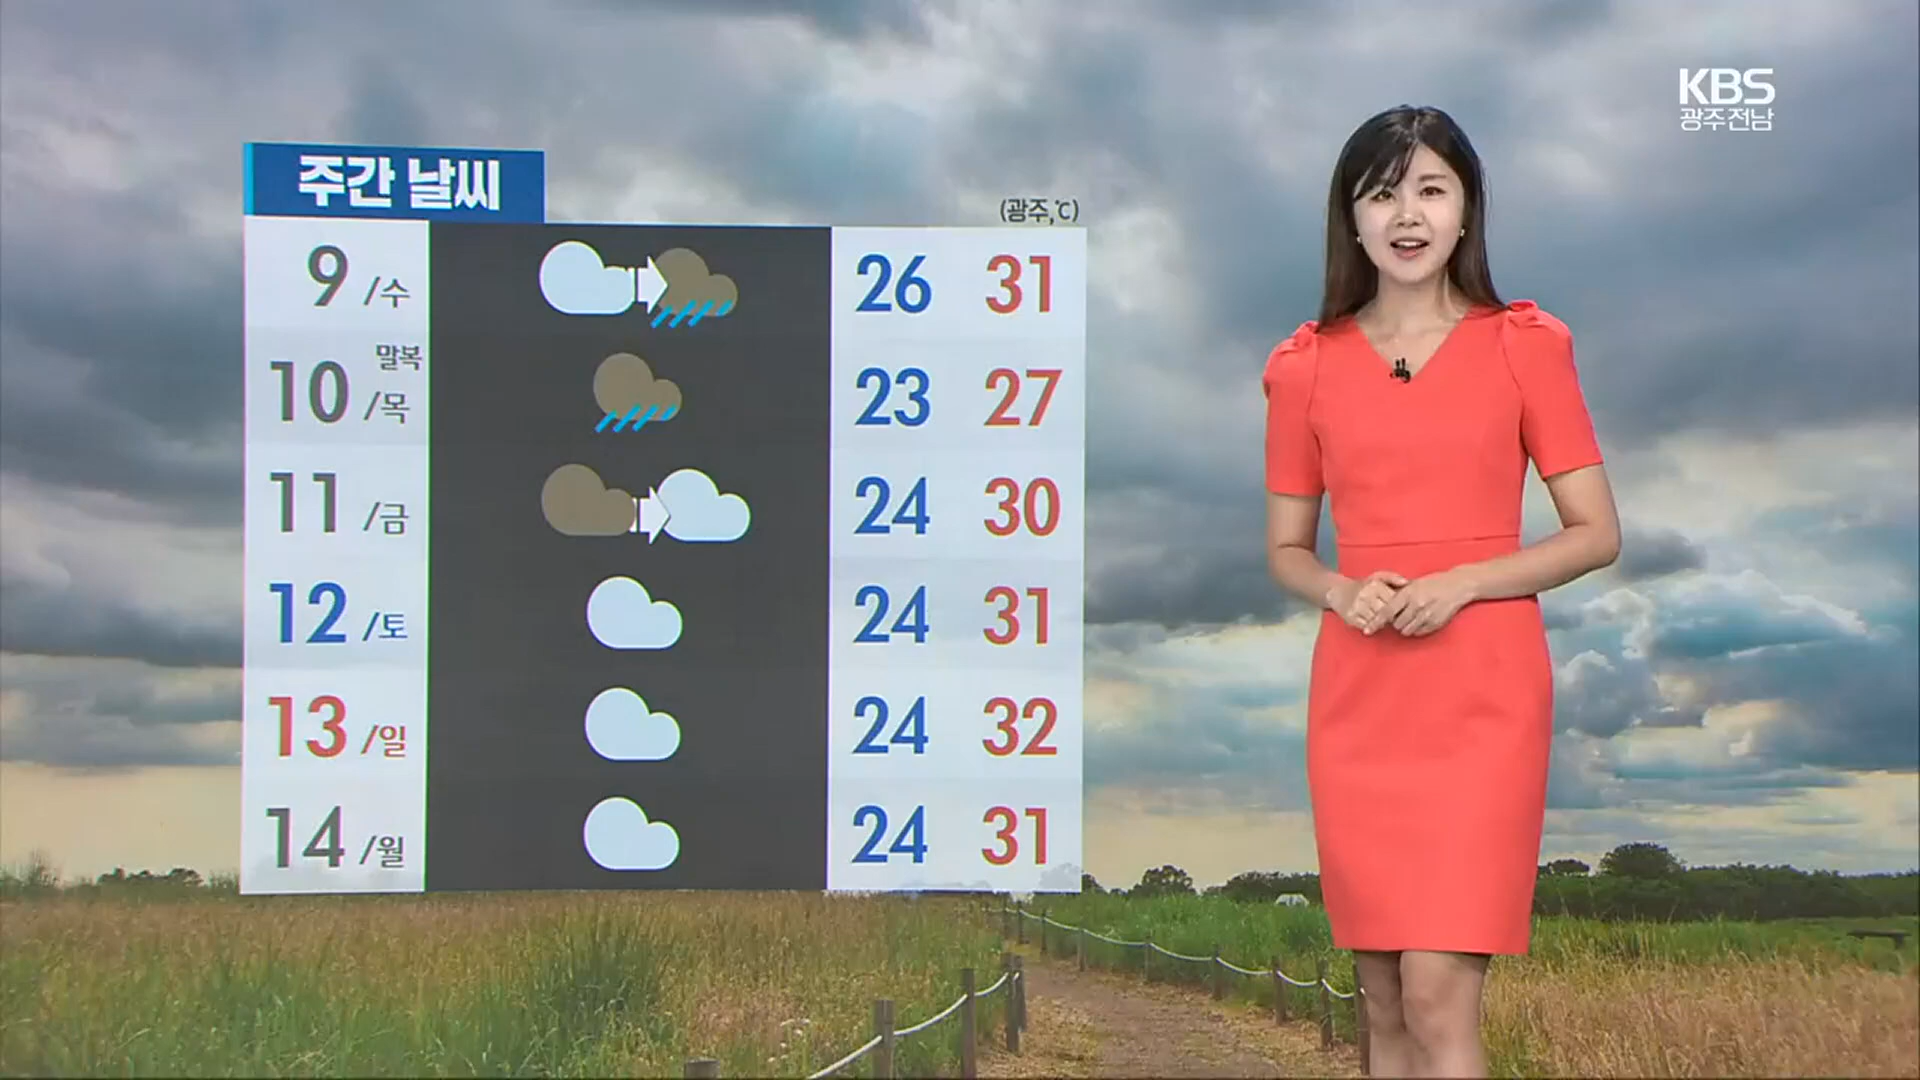 KBS
광주전남
주간 날씨
(광주,℃)
9 /수 26 31
말복
10 /목 23 27
11 /금 24 30
12 /토 24 31
13 /일 24 32
14 /월 24 31